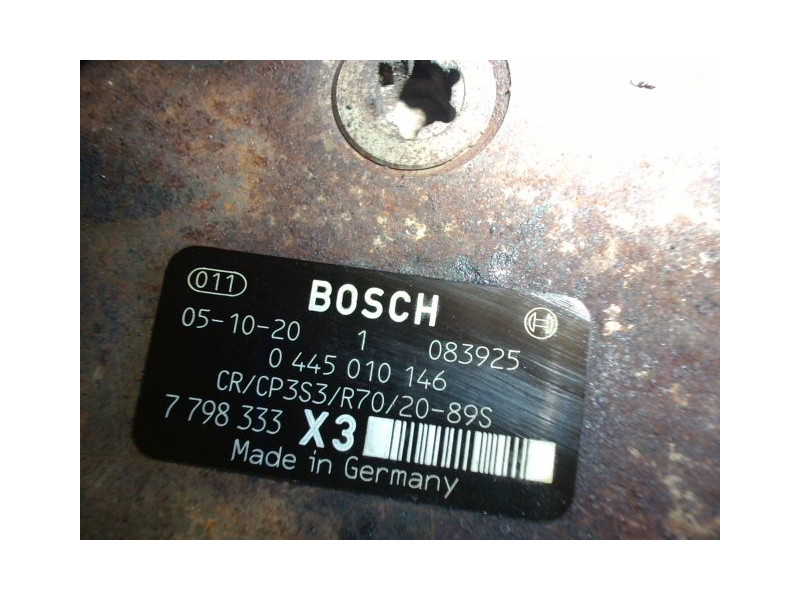 011 BOSCH
05-10-20 1 083925
0 445 010 146
CR/CP3S3/R70/20-89S
7 798 333 X3
Made in Germany